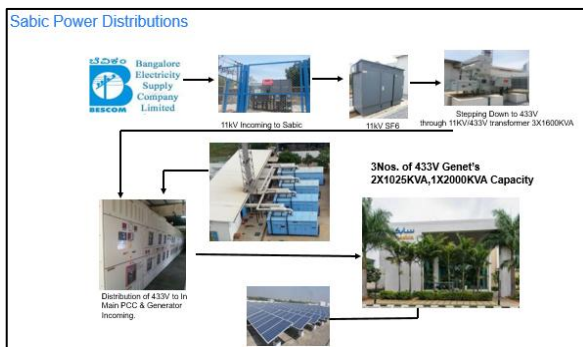 Sabic Power Distributions
ಬೆವಿಕಂ
BESCOM
Bangalore
Electricity
Supply
Company
Limited
11kV Incoming to Sabic
11kV SF6
Stepping Down to 433V
through 11KV/433V transformer 3X1600KVA
3Nos. of 433V Genet's
2X1025KVA,1X2000KVA Capacity
Distribution of 433V to In
Main PCC & Generator
Incoming.